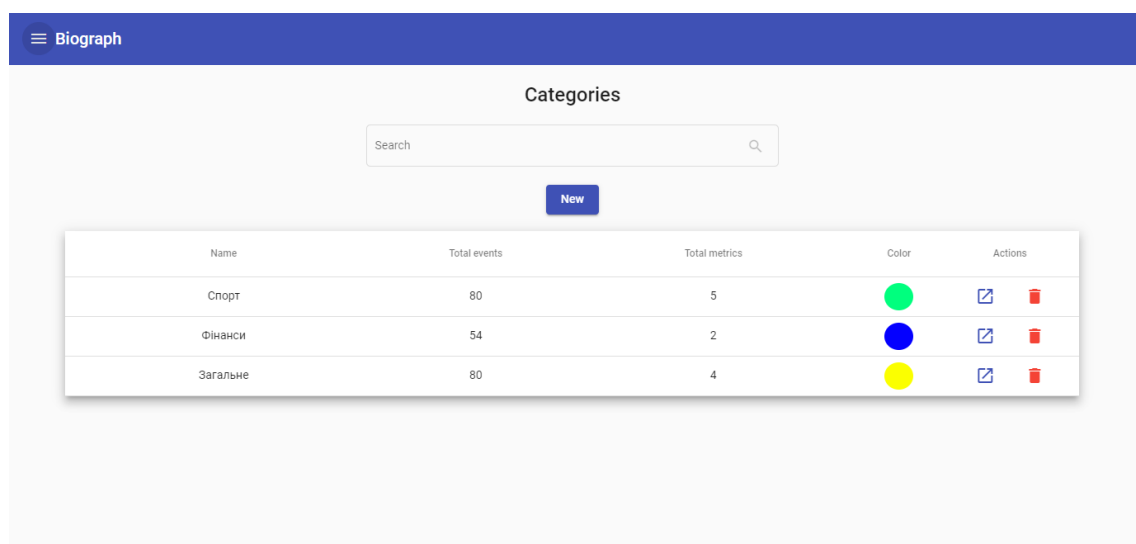 Biograph
Categories
Search
New
Name Total events Total metrics Color Actions
Спорт 80 5
Фінанси 54 2
Загальне 80 4